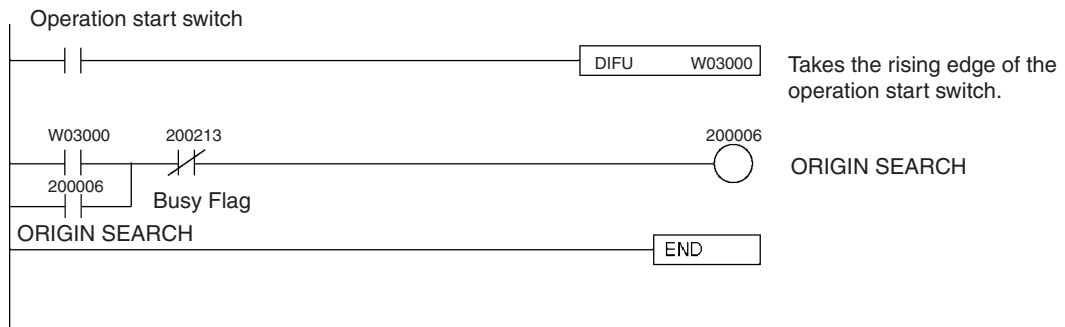 Operation start switch
DIFU W03000
Takes the rising edge of the
operation start switch.
W03000 200213 200006
ORIGIN SEARCH
200006
Busy Flag
ORIGIN SEARCH
END